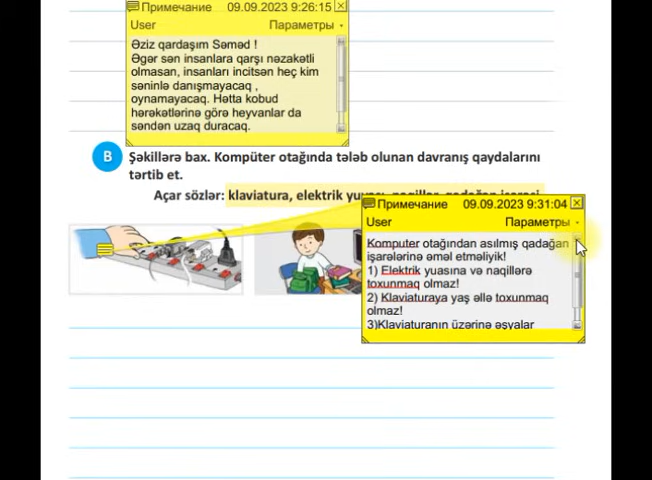 Примечание 09.09.2023 9:26:15
User Параметры
Əziz qardaşım Səməd !
Əgər sən insanlara qarşı nəzakətli
olmasan, insanları incitsən heç kim
səninlə danışmayacaq ,
oynamayacaq. Hətta kobud
hərəkətlərinə görə heyvanlar da
səndən uzaq duracaq.
B Şəkillərə bax. Kompüter otağında tələb olunan davranış qaydalarını
tərtib et.
Açar sözlər: klaviatura, elektrik yuvası, naqillər, qadağan işarəsi.
Примечание 09.09.2023 9:31:04
User Параметры
Komputer otağından asılmış qadağan
işarələrinə əməl etməliyik!
1) Elektrik yuasına və naqillərə
toxunmaq olmaz!
2) Klaviaturaya yaş əllə toxunmaq
olmaz!
3)Klaviaturanın üzərinə əşyalar